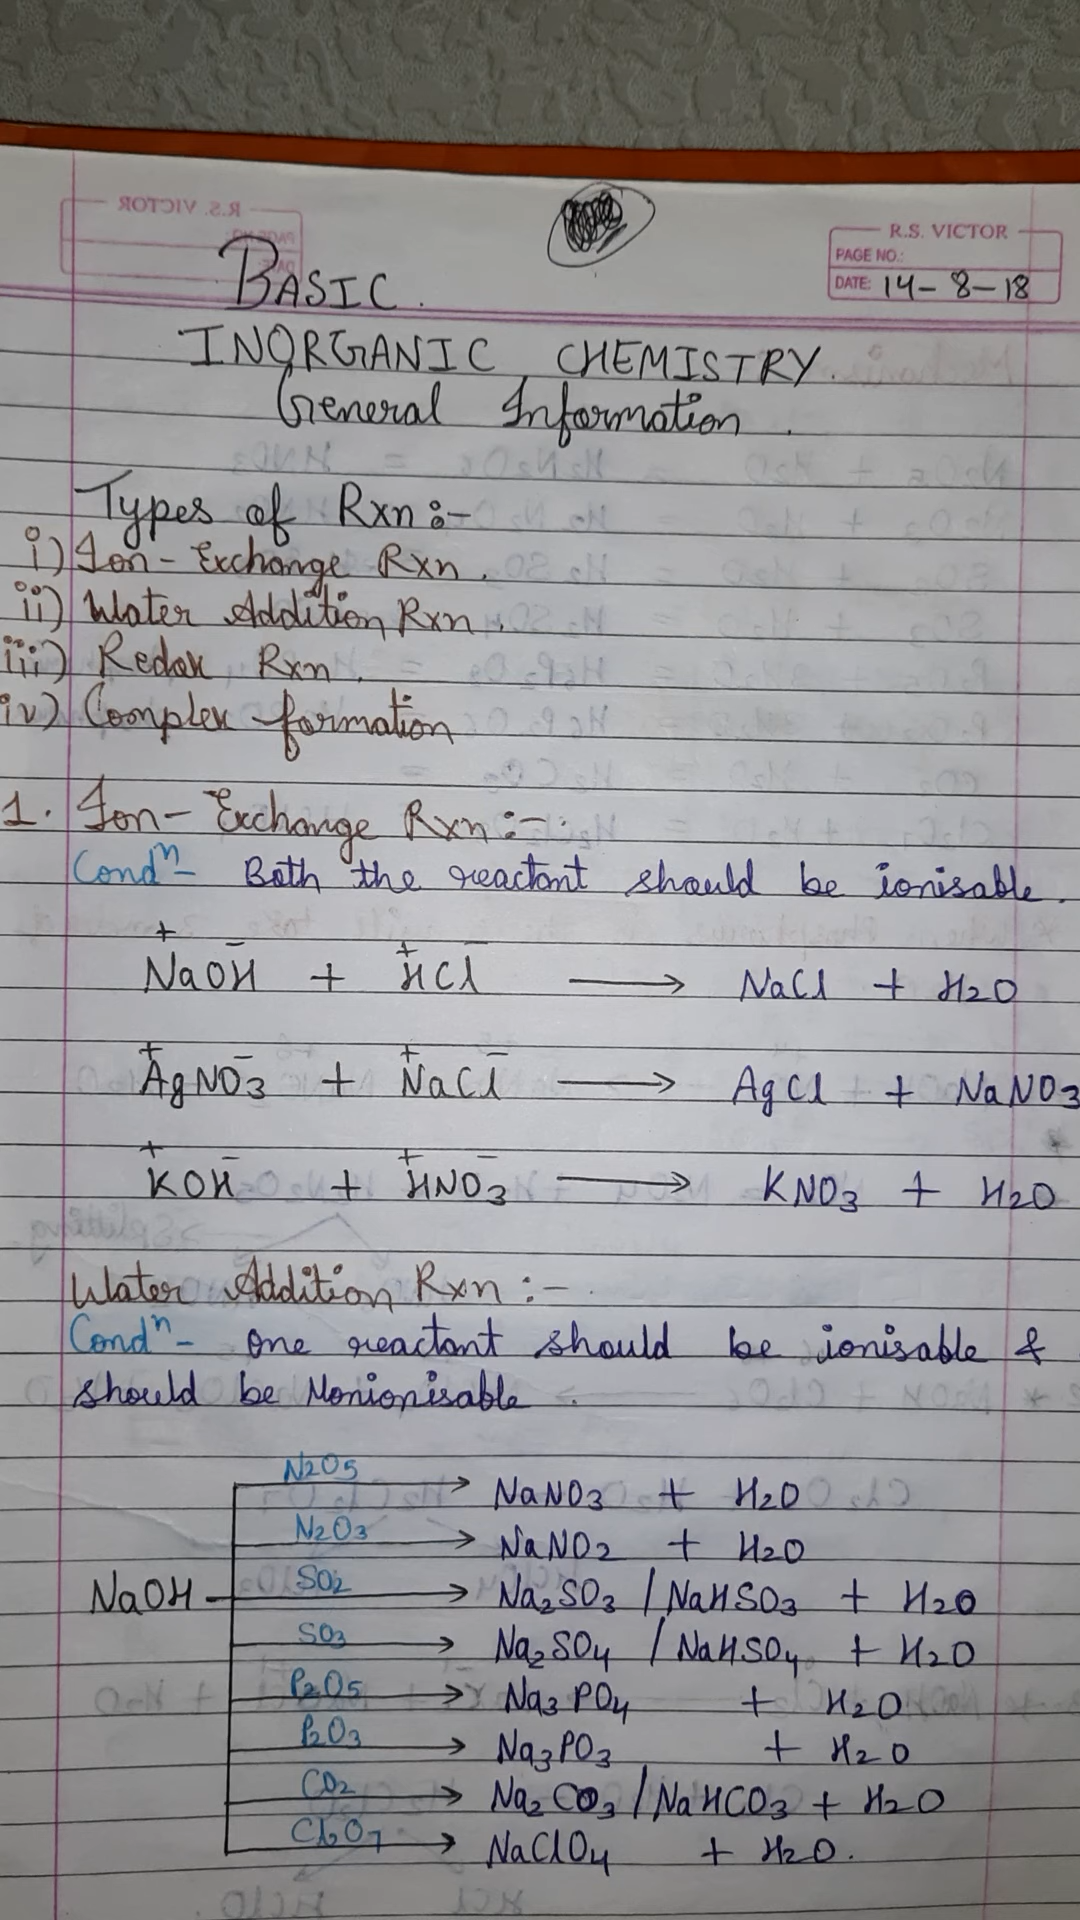 R.S. VICTOR
PAGE NO.:
DATE: 14-8-18
BASIC.
INORGANIC CHEMISTRY.
General Information.
Types of Rxn:-
i) Ion-Exchange Rxn.
ii) Water Addition Rxn.
iii) Redox Rxn.
iv) Complex formation
1. Ion-Exchange Rxn:-
Condⁿ- Both the reactant should be ionisable.
+ - + -
NaOH + HCl ⟶ NaCl + H2O
+ - + -
AgNO3 + NaCl ⟶ AgCl + NaNO3
+ - + -
KOH + HNO3 ⟶ KNO3 + H2O
Water Addition Rxn:-
Condⁿ- One reactant should be ionisable &
should be Nonionisable.
N2O5 → NaNO3 + H2O
N2O3 → NaNO2 + H2O
NaOH SO2 → Na2SO3 / NaHSO3 + H2O
SO3 → Na2SO4 / NaHSO4 + H2O
P2O5 → Na3PO4 + H2O
P2O3 → Na3PO3 + H2O
CO2 → Na2CO3 / NaHCO3 + H2O
Cl2O7 → NaClO4 + H2O.